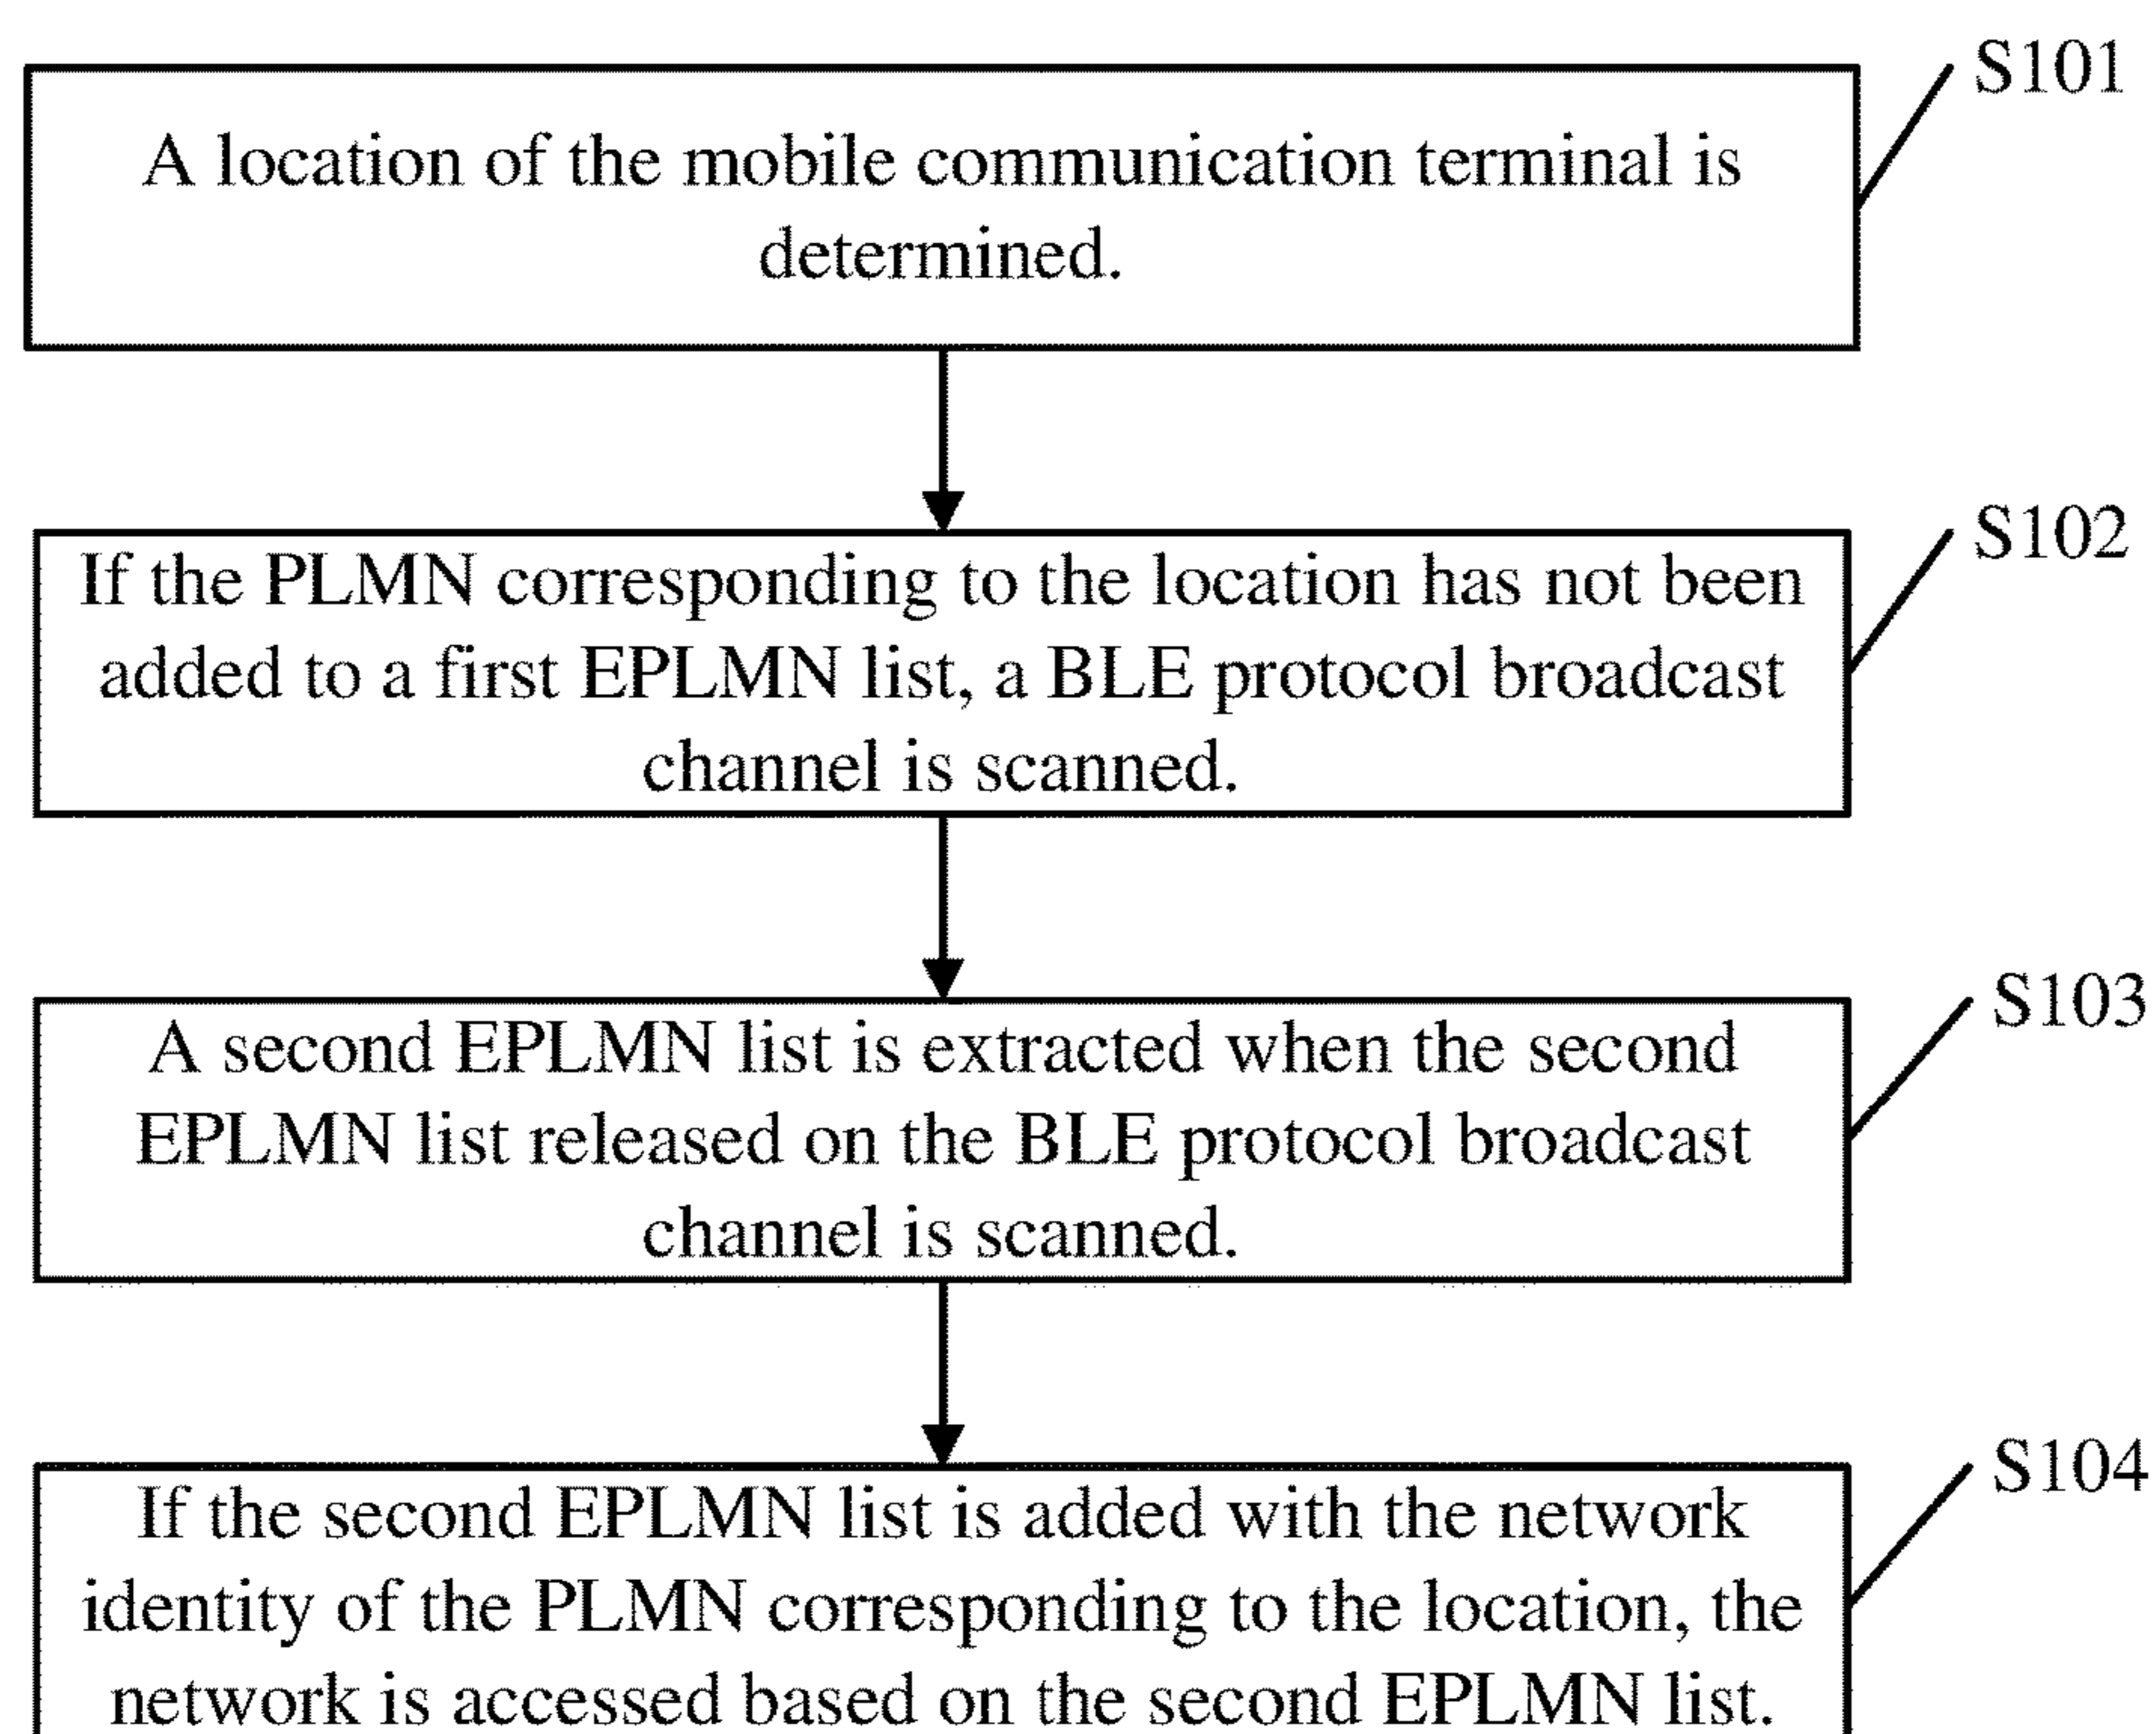 S101
A location of the mobile communication terminal is
determined.
S102
If the PLMN corresponding to the location has not been
added to a first EPLMN list, a BLE protocol broadcast
channel is scanned.
S103
A second EPLMN list is extracted when the second
EPLMN list released on the BLE protocol broadcast
channel is scanned.
S104
If the second EPLMN list is added with the network
identity of the PLMN corresponding to the location, the
network is accessed based on the second EPLMN list.